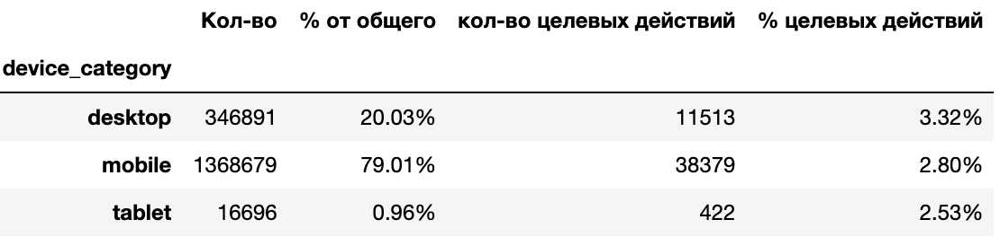 Кол-во % от общего кол-во целевых действий % целевых действий
device_category
desktop 346891 20.03% 11513 3.32%
mobile 1368679 79.01% 38379 2.80%
tablet 16696 0.96% 422 2.53%